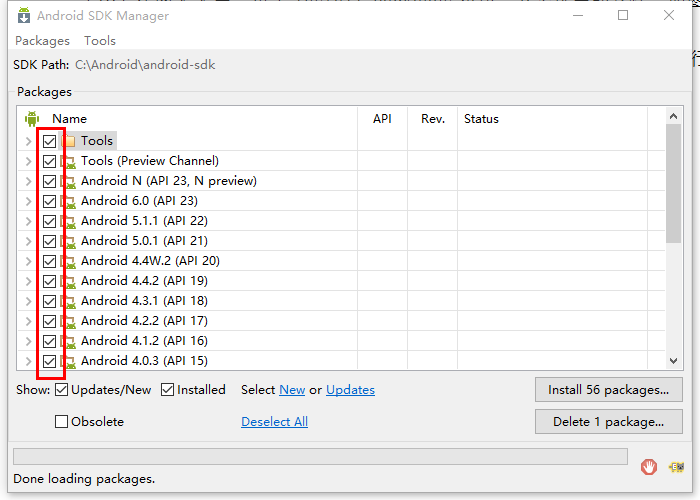 Android SDK Manager
Packages Tools
SDK Path: C:\Android\android-sdk
Packages
Name API Rev. Status
Tools
Tools (Preview Channel)
Android N (API 23, N preview)
Android 6.0 (API 23)
Android 5.1.1 (API 22)
Android 5.0.1 (API 21)
Android 4.4W.2 (API 20)
Android 4.4.2 (API 19)
Android 4.3.1 (API 18)
Android 4.2.2 (API 17)
Android 4.1.2 (API 16)
Android 4.0.3 (API 15)
Show: Updates/New Installed Select New or Updates Install 56 packages...
Obsolete Deselect All Delete 1 package...
Done loading packages.